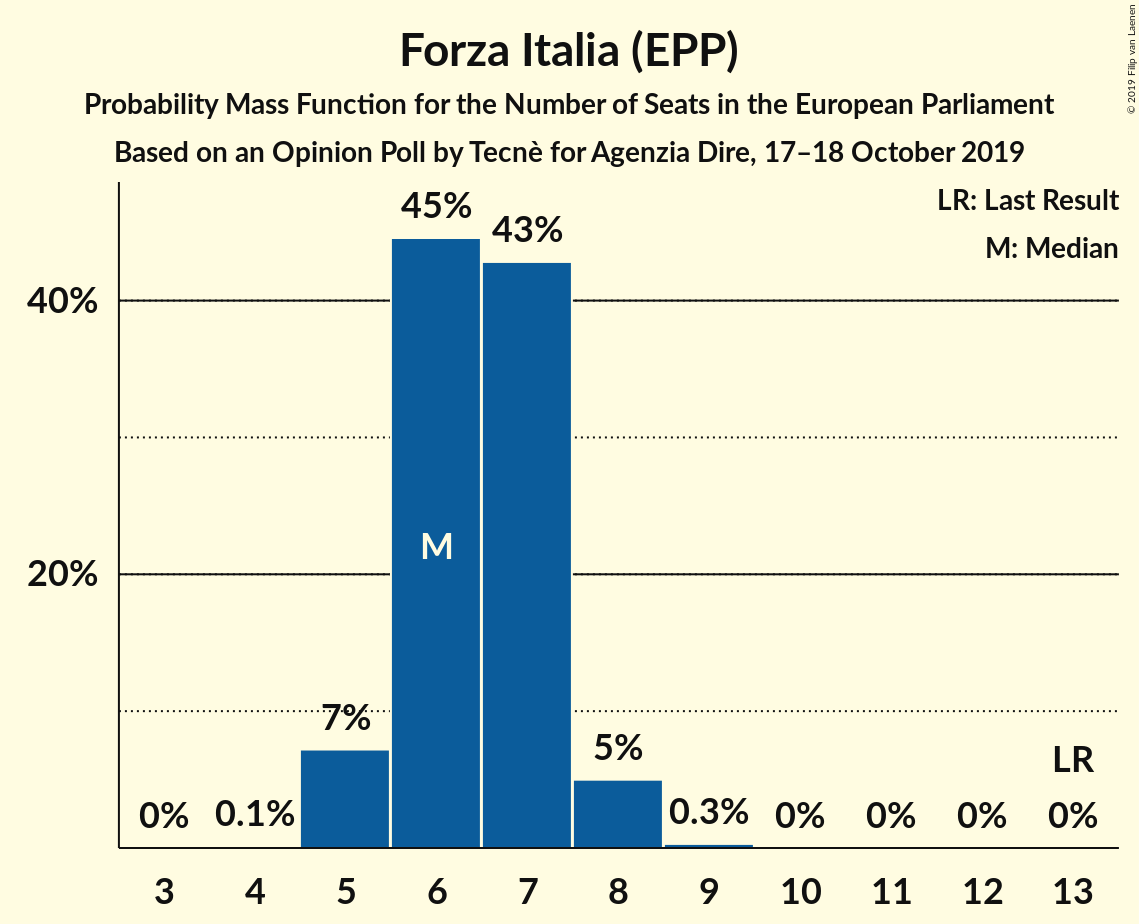 Forza Italia (EPP)
Probability Mass Function for the Number of Seats in the European Parliament
Based on an Opinion Poll by Tecnè for Agenzia Dire, 17–18 October 2019
© 2019 Filip van Laenen
LR: Last Result
M: Median
45%
43%
40%
M
20%
7%
5%
LR
0%
0.1%
0.3%
0%
0%
0%
0%
3 4 5 6 7 8 9 10 11 12 13